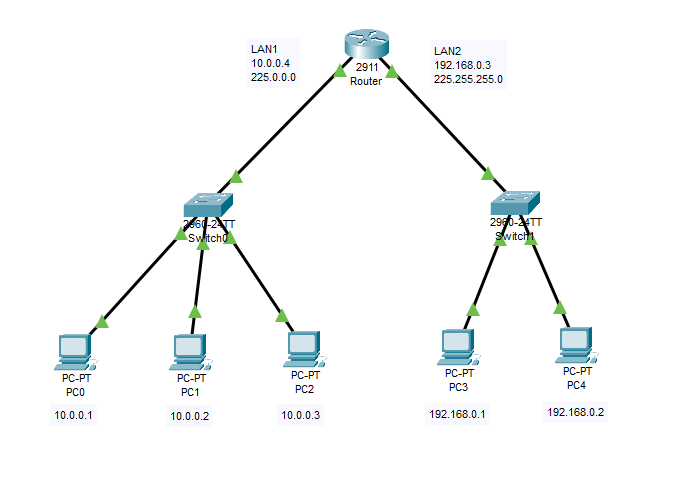 LAN1
10.0.0.4
225.0.0.0
LAN2
192.168.0.3
225.255.255.0
2911
Router
2960-24TT
Switch0
2960-24TT
Switch1
PC-PT
PC0
PC-PT
PC1
PC-PT
PC2
PC-PT
PC3
PC-PT
PC4
10.0.0.1
10.0.0.2
10.0.0.3
192.168.0.1
192.168.0.2